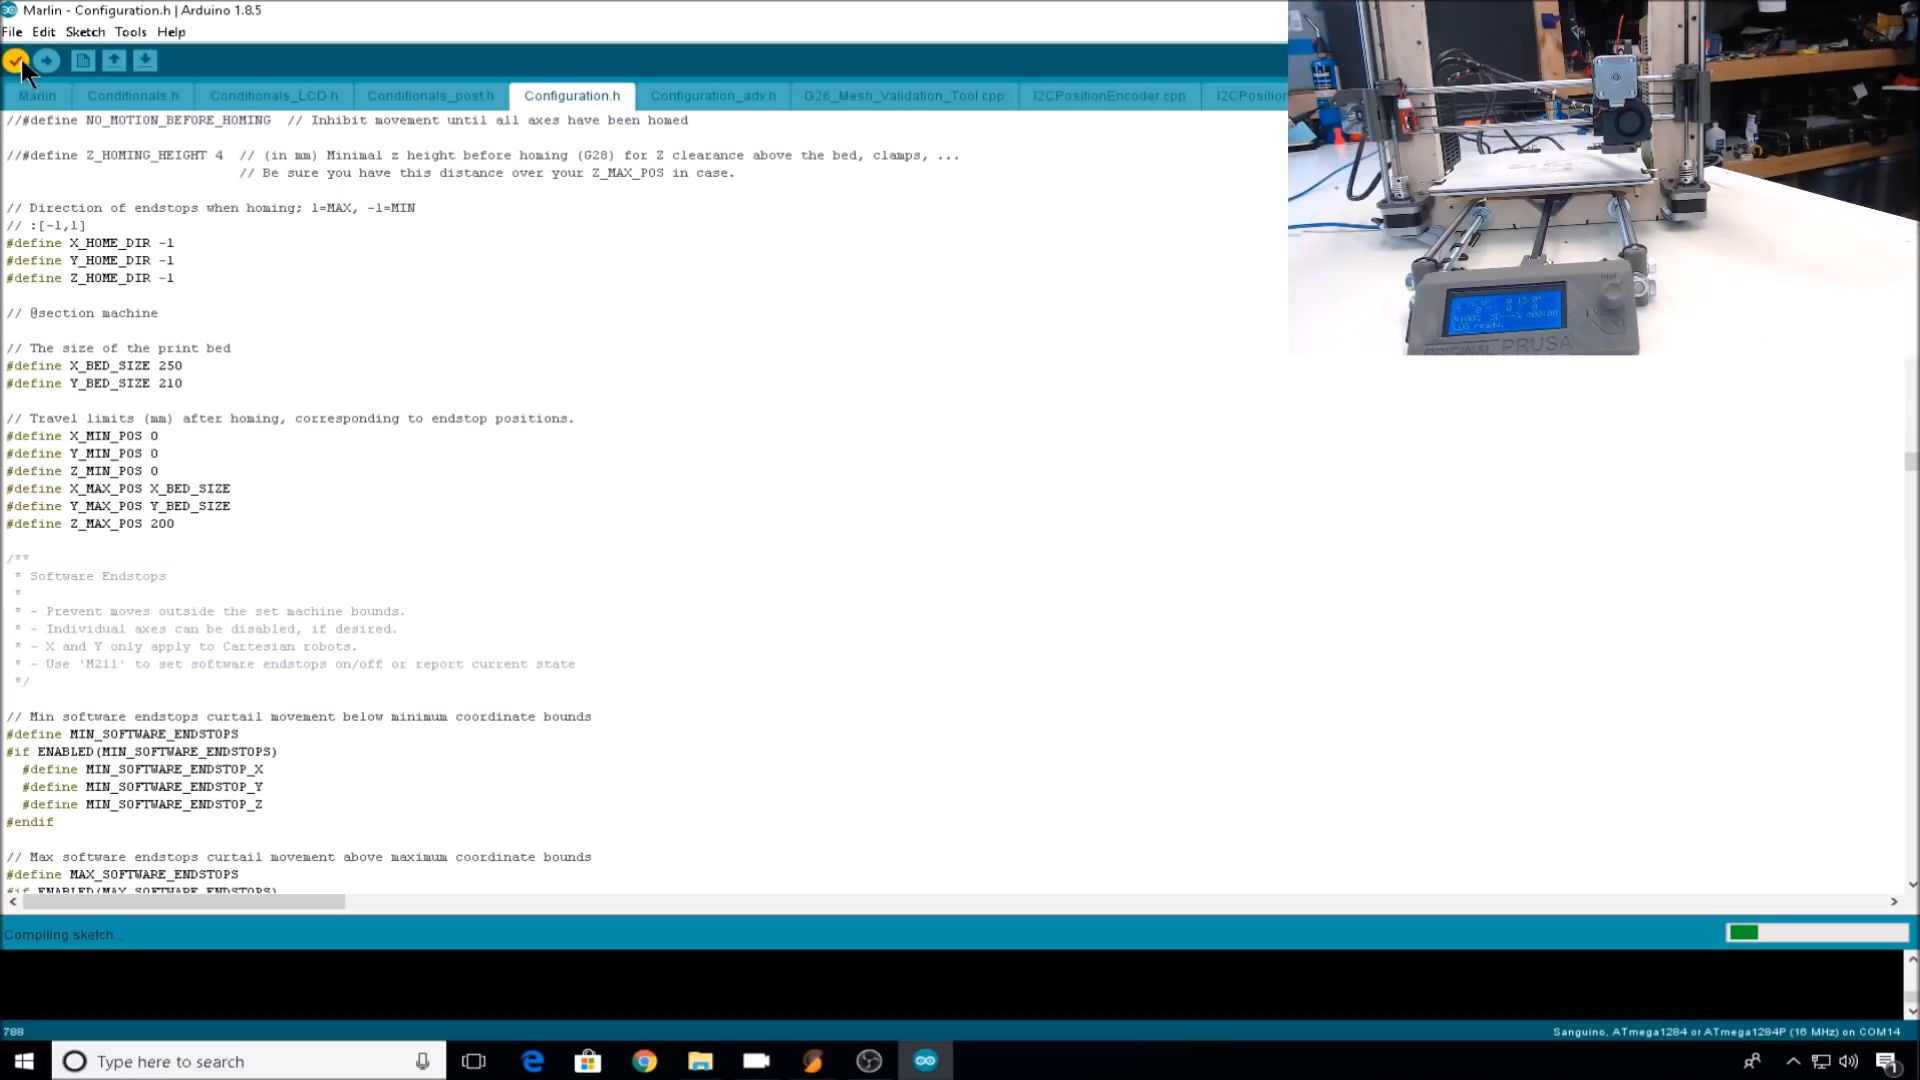 Marlin - Configuration.h | Arduino 1.8.5
File Edit Sketch Tools Help
Marlin Conditionals.h Conditionals_LCD.h Conditionals_post.h Configuration.h Configuration_adv.h G26_Mesh_Validation_Tool.cpp I2CPositionEncoder.cpp I2CPosition
//#define NO_MOTION_BEFORE_HOMING // Inhibit movement until all axes have been homed
//#define Z_HOMING_HEIGHT 4 // (in mm) Minimal z height before homing (G28) for Z clearance above the bed, clamps, ...
// Be sure you have this distance over your Z_MAX_POS in case.
// Direction of endstops when homing; 1=MAX, -1=MIN
// :[-1,1]
#define X_HOME_DIR -1
#define Y_HOME_DIR -1
#define Z_HOME_DIR -1
// @section machine
// The size of the print bed
#define X_BED_SIZE 250
#define Y_BED_SIZE 210
// Travel limits (mm) after homing, corresponding to endstop positions.
#define X_MIN_POS 0
#define Y_MIN_POS 0
#define Z_MIN_POS 0
#define X_MAX_POS X_BED_SIZE
#define Y_MAX_POS Y_BED_SIZE
#define Z_MAX_POS 200
/**
* Software Endstops
*
* - Prevent moves outside the set machine bounds.
* - Individual axes can be disabled, if desired.
* - X and Y only apply to Cartesian robots.
* - Use 'M211' to set software endstops on/off or report current state
*/
// Min software endstops curtail movement below minimum coordinate bounds
#define MIN_SOFTWARE_ENDSTOPS
#if ENABLED(MIN_SOFTWARE_ENDSTOPS)
#define MIN_SOFTWARE_ENDSTOP_X
#define MIN_SOFTWARE_ENDSTOP_Y
#define MIN_SOFTWARE_ENDSTOP_Z
#endif
// Max software endstops curtail movement above maximum coordinate bounds
#define MAX_SOFTWARE_ENDSTOPS
#if ENABLED(MAX_SOFTWARE_ENDSTOPS)
ORIGINAL PRUSA
Compiling sketch...
788
Sanguino, ATmega1284 or ATmega1284P (16 MHz) on COM14
Type here to search
1